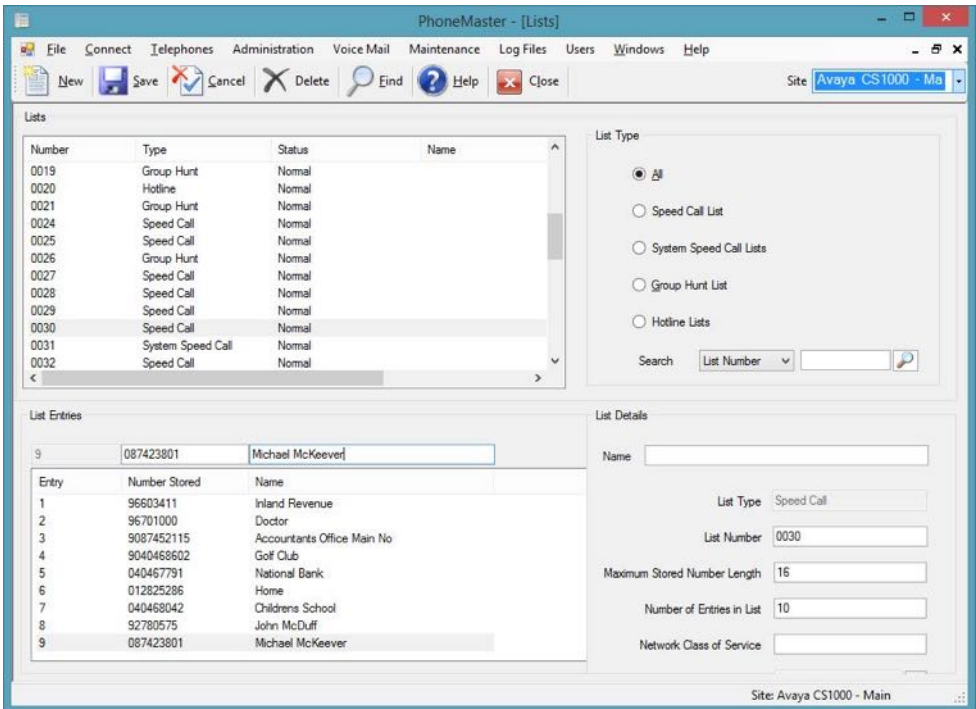 PhoneMaster - [Lists]
File Connect Telephones Administration Voice Mail Maintenance Log Files Users Windows Help
New Save Cancel Delete Find Help Close Site Avaya CS1000 - Ma
Lists
Number Type Status Name
0019 Group Hunt Normal
0020 Hotline Normal
0021 Group Hunt Normal
0024 Speed Call Normal
0025 Speed Call Normal
0026 Group Hunt Normal
0027 Speed Call Normal
0028 Speed Call Normal
0029 Speed Call Normal
0030 Speed Call Normal
0031 System Speed Call Normal
0032 Speed Call Normal
List Type
All
Speed Call List
System Speed Call Lists
Group Hunt List
Hotline Lists
Search List Number
List Entries
9 087423801 Michael McKeever
Entry Number Stored Name
1 96603411 Inland Revenue
2 96701000 Doctor
3 9087452115 Accountants Office Main No
4 9040468602 Golf Club
5 040467791 National Bank
6 012825286 Home
7 040468042 Childrens School
8 92780575 John McDuff
9 087423801 Michael McKeever
List Details
Name
List Type Speed Call
List Number 0030
Maximum Stored Number Length 16
Number of Entries in List 10
Network Class of Service
Site: Avaya CS1000 - Main